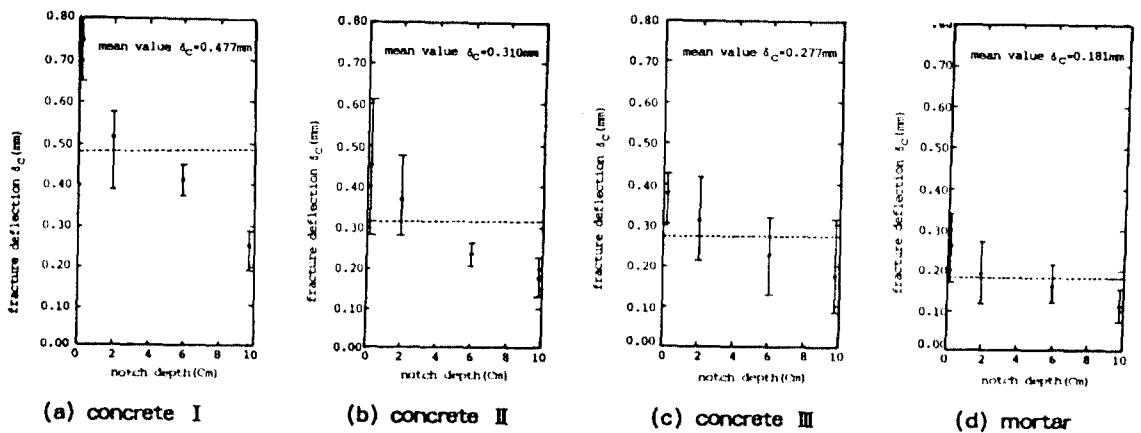 mean value δC=0.477mm
fracture deflection δC(mm)
0.80
0.70
0.60
0.50
0.40
0.30
0.20
0.10
0.00
0 2 4 6 8 10
notch depth(Cm)
(a) concrete Ⅰ
mean value δC=0.310mm
fracture deflection δC(mm)
0.80
0.70
0.60
0.50
0.40
0.30
0.20
0.10
0.00
0 2 4 6 8 10
notch depth(Cm)
(b) concrete Ⅱ
mean value δC=0.277mm
fracture deflection δC(mm)
0.80
0.70
0.60
0.50
0.40
0.30
0.20
0.10
0.00
0 2 4 6 8 10
notch depth(Cm)
(c) concrete Ⅲ
mean value δC=0.181mm
fracture deflection δC(mm)
0.80
0.70
0.60
0.50
0.40
0.30
0.20
0.10
0.00
0 2 4 6 8 10
notch depth(Cm)
(d) mortar